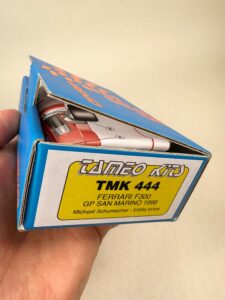 TAMEO KITS
TMK 444
FERRARI F300
GP SAN MARINO 1998
Michael Schumacher - Eddie Irvine